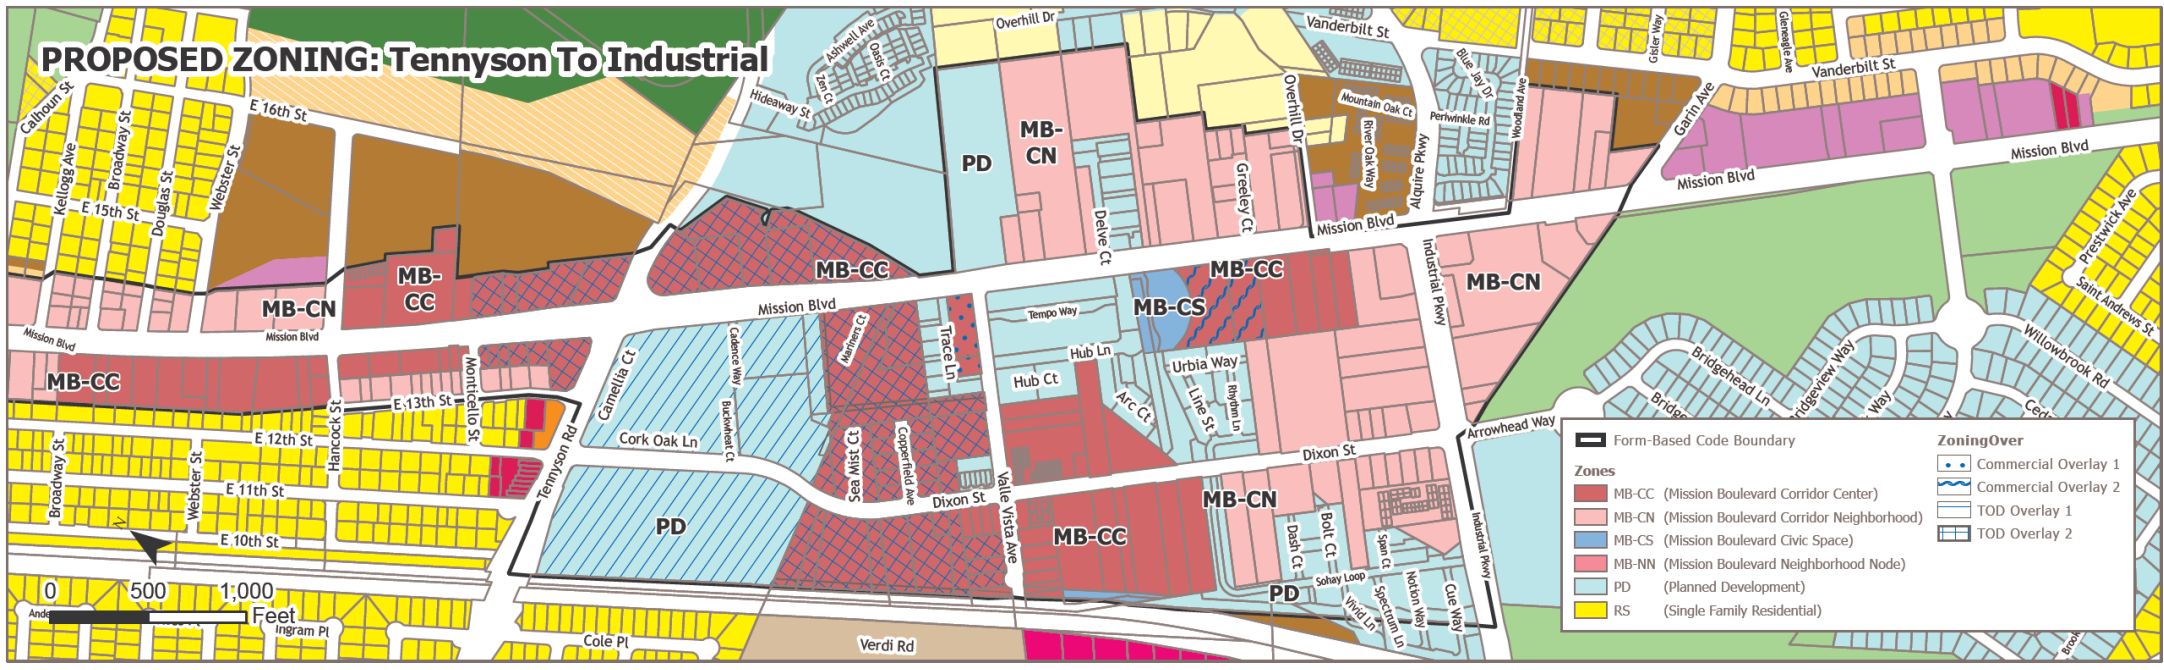 PROPOSED ZONING: Tennyson To Industrial
Calhoun St
Kellogg Ave
Broadway St
Douglas St
Webster St
E 16th St
E 15th St
Hideaway St
Zen Ct
Ashwell Ave
Oasis Ct
Overhill Dr
PD
MB-
CN
Delve Ct
Greeley Ct
Overhill Dr
Vanderbilt St
Mountain Oak Ct
River Oak Way
Alquire Pkwy
Blue Jay Dr
Periwinkle Rd
Woodland Ave
Gisler Way
Gleneagle Ave
Vanderbilt St
Garin Ave
Mission Blvd
Mission Blvd
Mission Blvd
Prestwick Ave
Saint Andrews St
Willowbrook Rd
MB-CN
MB-
CC
MB-CC
Mission Blvd
Mission Blvd
Mission Blvd
MB-CC
MB-CS
MB-CC
MB-CN
Industrial Pkwy
Monticello St
E 13th St
Hancock St
E 12th St
E 11th St
E 10th St
Broadway St
Webster St
Tennyson Rd
Camellia Ct
Cadence Way
Buckwheat Ct
Cork Oak Ln
Mariners Ct
Trace Ln
Sea Mist Ct
Copperfield Ave
Dixon St
Valle Vista Ave
Tempo Way
Hub Ln
Hub Ct
Arc Ct
Urbia Way
Line St
Rhythm Ln
Dixon St
PD
MB-CC
MB-CN
PD
Dash Ct
Bolt Ct
Span Ct
Sohay Loop
Vivid Ln
Spectrum Ln
Notion Way
Cue Way
Industrial Pkwy
Arrowhead Way
Bridgehead Ln
Bridgeview Way
Way
Verdi Rd
Cole Pl
Ingram Pl
N
0 500 1,000
Feet
Form-Based Code Boundary
Zones
MB-CC (Mission Boulevard Corridor Center)
MB-CN (Mission Boulevard Corridor Neighborhood)
MB-CS (Mission Boulevard Civic Space)
MB-NN (Mission Boulevard Neighborhood Node)
PD (Planned Development)
RS (Single Family Residential)
ZoningOver
Commercial Overlay 1
Commercial Overlay 2
TOD Overlay 1
TOD Overlay 2